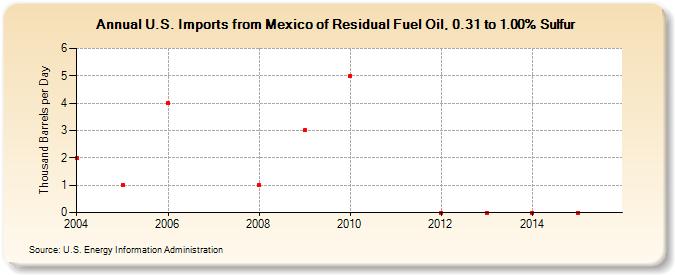 Annual U.S. Imports from Mexico of Residual Fuel Oil, 0.31 to 1.00% Sulfur
Thousand Barrels per Day
6
5
4
3
2
1
0
2004 2006 2008 2010 2012 2014
Source: U.S. Energy Information Administration